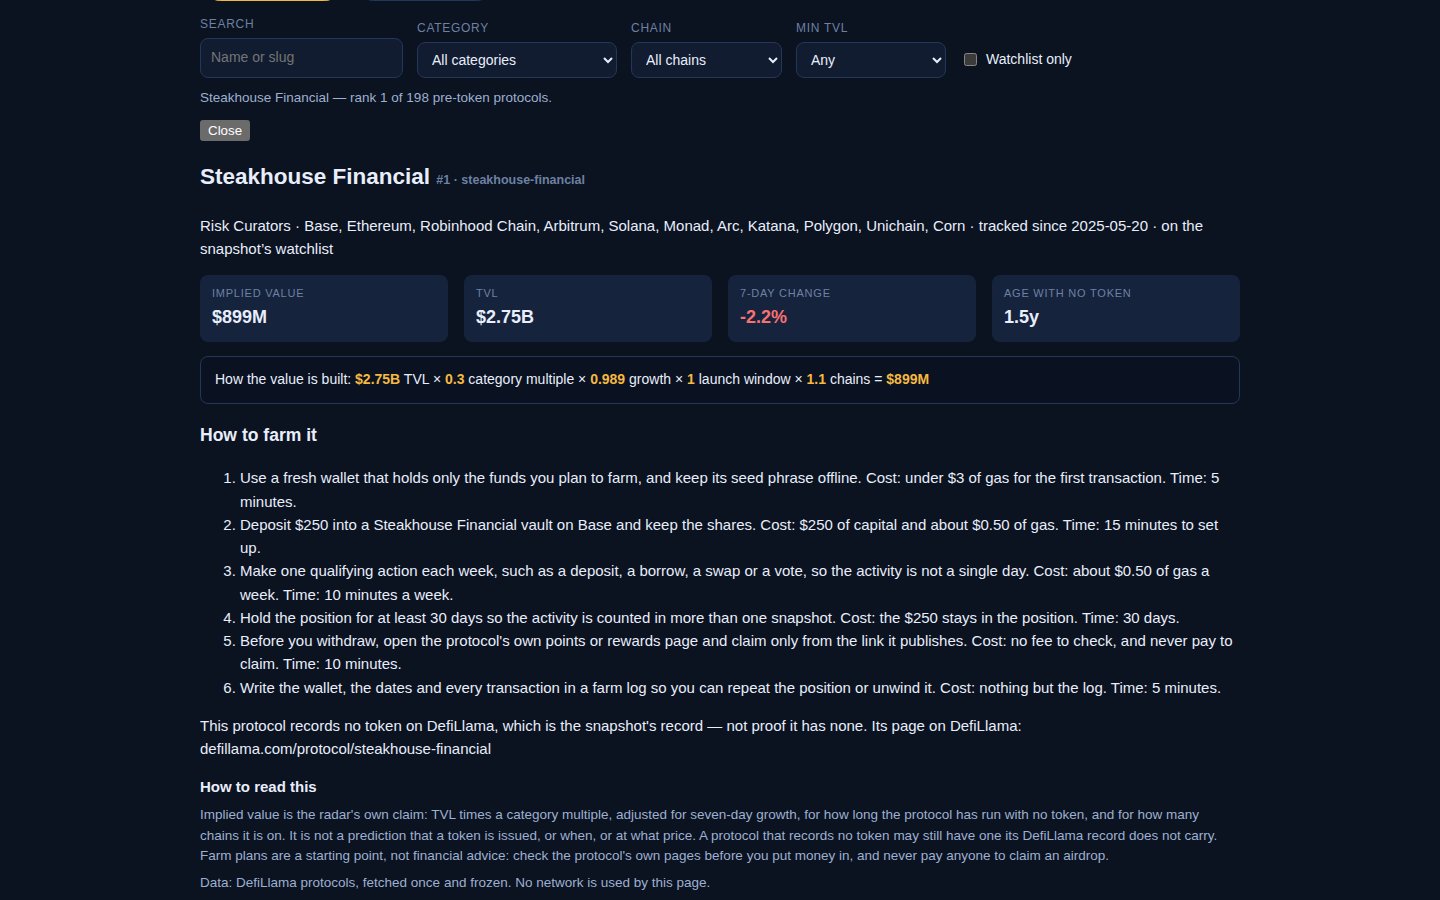 SEARCH
CATEGORY
CHAIN
MIN TVL
Name or slug
All categories
All chains
Any
Watchlist only
Steakhouse Financial — rank 1 of 198 pre-token protocols.
Close
Steakhouse Financial #1 · steakhouse-financial
Risk Curators · Base, Ethereum, Robinhood Chain, Arbitrum, Solana, Monad, Arc, Katana, Polygon, Unichain, Corn · tracked since 2025-05-20 · on the
snapshot's watchlist
IMPLIED VALUE
$899M
TVL
$2.75B
7-DAY CHANGE
-2.2%
AGE WITH NO TOKEN
1.5y
How the value is built: $2.75B TVL × 0.3 category multiple × 0.989 growth × 1 launch window × 1.1 chains = $899M
How to farm it
1. Use a fresh wallet that holds only the funds you plan to farm, and keep its seed phrase offline. Cost: under $3 of gas for the first transaction. Time: 5
minutes.
2. Deposit $250 into a Steakhouse Financial vault on Base and keep the shares. Cost: $250 of capital and about $0.50 of gas. Time: 15 minutes to set
up.
3. Make one qualifying action each week, such as a deposit, a borrow, a swap or a vote, so the activity is not a single day. Cost: about $0.50 of gas a
week. Time: 10 minutes a week.
4. Hold the position for at least 30 days so the activity is counted in more than one snapshot. Cost: the $250 stays in the position. Time: 30 days.
5. Before you withdraw, open the protocol's own points or rewards page and claim only from the link it publishes. Cost: no fee to check, and never pay to
claim. Time: 10 minutes.
6. Write the wallet, the dates and every transaction in a farm log so you can repeat the position or unwind it. Cost: nothing but the log. Time: 5 minutes.
This protocol records no token on DefiLlama, which is the snapshot's record — not proof it has none. Its page on DefiLlama:
defillama.com/protocol/steakhouse-financial
How to read this
Implied value is the radar's own claim: TVL times a category multiple, adjusted for seven-day growth, for how long the protocol has run with no token, and for how many
chains it is on. It is not a prediction that a token is issued, or when, or at what price. A protocol that records no token may still have one its DefiLlama record does not carry.
Farm plans are a starting point, not financial advice: check the protocol's own pages before you put money in, and never pay anyone to claim an airdrop.
Data: DefiLlama protocols, fetched once and frozen. No network is used by this page.